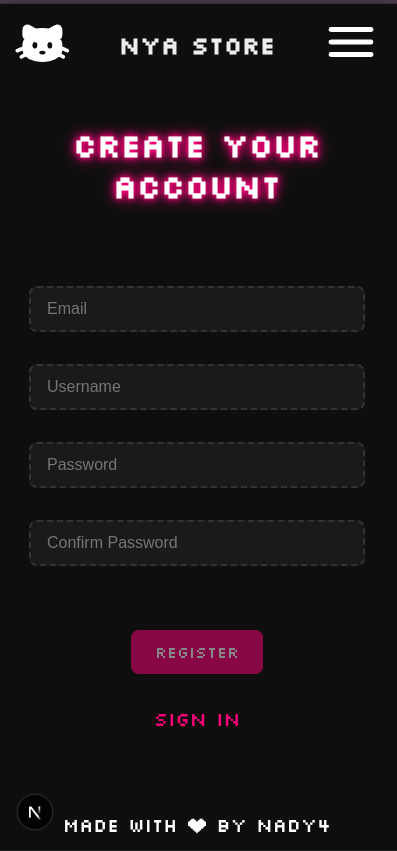 NYA STORE
CREATE YOUR
ACCOUNT
Email
Username
Password
Confirm Password
REGISTER
SIGN IN
N
MADE WITH ♥ BY NADY4